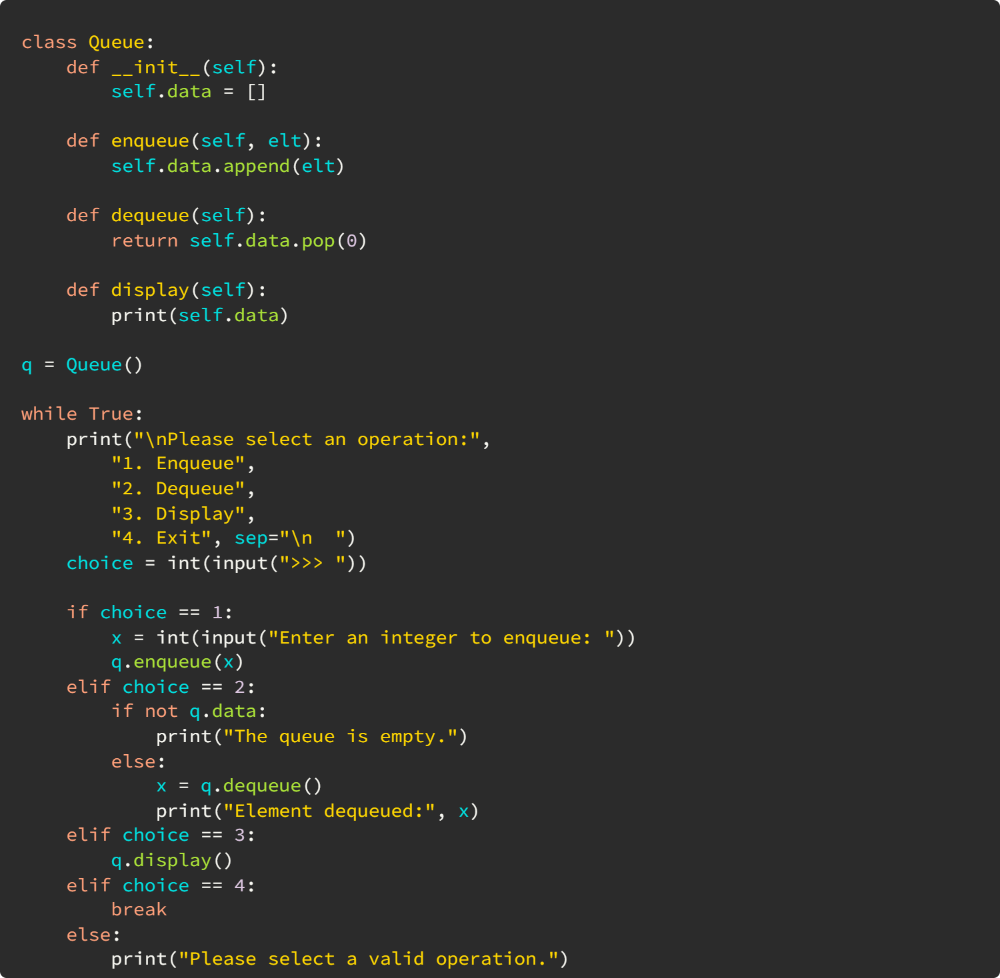 class Queue:
    def __init__(self):
        self.data = []

    def enqueue(self, elt):
        self.data.append(elt)

    def dequeue(self):
        return self.data.pop(0)

    def display(self):
        print(self.data)

q = Queue()

while True:
    print("\nPlease select an operation:",
        "1. Enqueue",
        "2. Dequeue",
        "3. Display",
        "4. Exit", sep="\n  ")
    choice = int(input(">>> "))

    if choice == 1:
        x = int(input("Enter an integer to enqueue: "))
        q.enqueue(x)
    elif choice == 2:
        if not q.data:
            print("The queue is empty.")
        else:
            x = q.dequeue()
            print("Element dequeued:", x)
    elif choice == 3:
        q.display()
    elif choice == 4:
        break
    else:
        print("Please select a valid operation.")